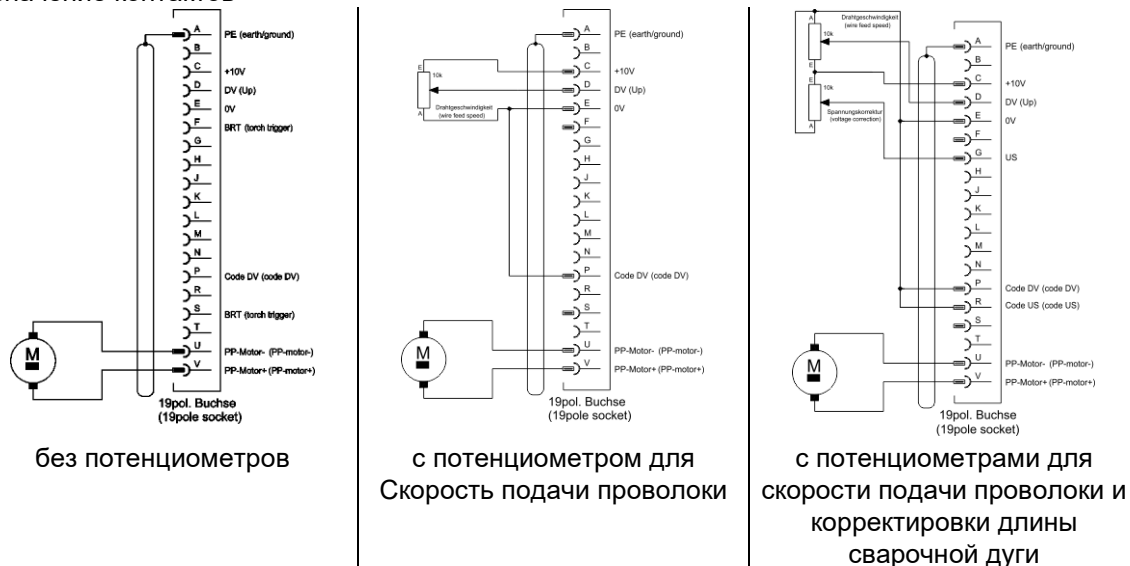 A PE (earth/ground)
B
C +10V
D DV (Up)
E 0V
F BRT (torch trigger)
G
H
J
K
L
M
N
P Code DV (code DV)
R
S BRT (torch trigger)
T
U PP-Motor- (PP-motor-)
V PP-Motor+ (PP-motor+)
M
19pol. Buchse
(19pole socket)
без потенциометров
A PE (earth/ground)
B
E
C +10V
10k
D DV (Up)
Drahtgeschwindigkeit
(wire feed speed)
A
E 0V
F
G
H
J
K
L
M
N
P Code DV (code DV)
R
S
T
U PP-Motor- (PP-motor-)
V PP-Motor+ (PP-motor+)
M
19pol. Buchse
(19pole socket)
с потенциометром для
Скорость подачи проволоки
A
Drahtgeschwindigkeit
(wire feed speed)
10k
E
E
10k
Spannungskorrektur
(voltage correction)
A
A PE (earth/ground)
B
C +10V
D DV (Up)
E 0V
F
G US
H
J
K
L
M
N
P Code DV (code DV)
R Code US (code US)
S
T
U PP-Motor- (PP-motor-)
V PP-Motor+ (PP-motor+)
M
19pol. Buchse
(19pole socket)
с потенциометрами для
скорости подачи проволоки и
корректировки длины
сварочной дуги